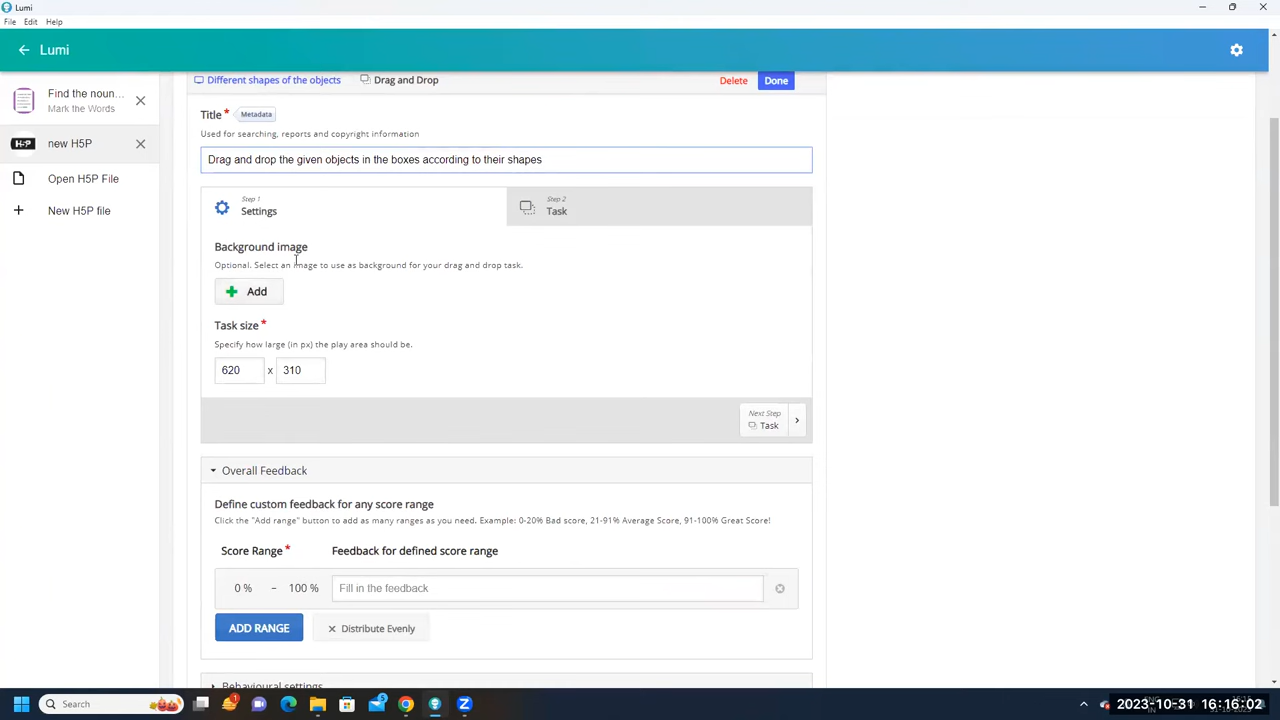 Lumi
File Edit Help
Lumi
Find the noun...
Mark the Words
H-P new H5P
Open H5P File
New H5P file
Different shapes of the objects Drag and Drop Delete Done
Title * Metadata
Used for searching, reports and copyright information
Drag and drop the given objects in the boxes according to their shapes
Step 1
Settings
Step 2
Task
Background image
Optional. Select an image to use as background for your drag and drop task.
Add
Task size *
Specify how large (in px) the play area should be.
620 x 310
Next Step
Task
Overall Feedback
Define custom feedback for any score range
Click the "Add range" button to add as many ranges as you need. Example: 0-20% Bad score, 21-91% Average Score, 91-100% Great Score!
Score Range * Feedback for defined score range
0 % – 100 % Fill in the feedback
ADD RANGE Distribute Evenly
Behavioural settings
Search
2023-10-31 16:16:02